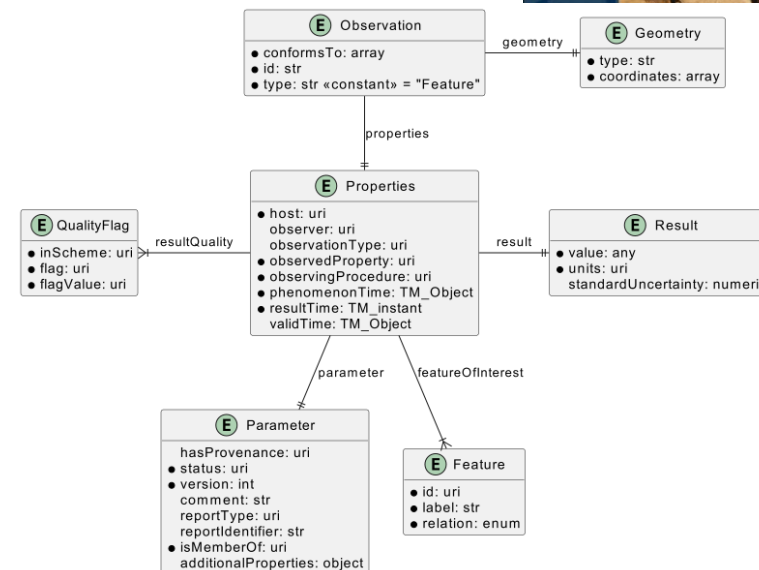 E Observation
● conformsTo: array
● id: str
● type: str «constant» = "Feature"
geometry
E Geometry
● type: str
● coordinates: array
properties
E Properties
● host: uri
observer: uri
observationType: uri
● observedProperty: uri
● observingProcedure: uri
● phenomenonTime: TM_Object
● resultTime: TM_instant
validTime: TM_Object
E QualityFlag
● inScheme: uri
● flag: uri
● flagValue: uri
resultQuality
result
E Result
● value: any
● units: uri
standardUncertainty: numeri
parameter
featureOfInterest
E Parameter
hasProvenance: uri
● status: uri
● version: int
comment: str
reportType: uri
reportIdentifier: str
● isMemberOf: uri
additionalProperties: object
E Feature
● id: uri
● label: str
● relation: enum